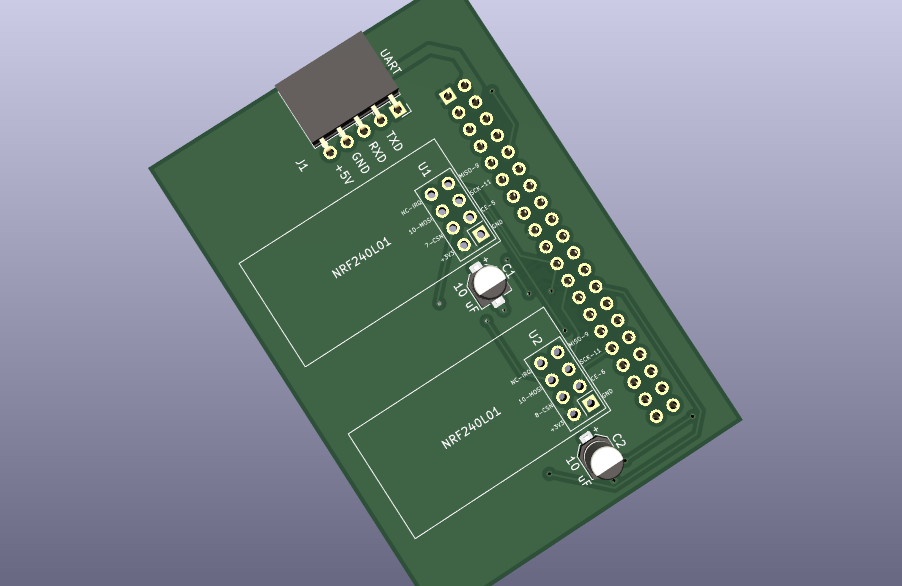 UART
J1
+5V
GND
RXD
TXD
U1
MISO-9
NC-IRQ
SCK-11
10-MOSI
CE-5
7-CSN
GND
+3V3
NRF240L01
C1
10 uF
U2
MISO-9
NC-IRQ
SCK-11
10-MOSI
CE-6
8-CSN
GND
+3V3
NRF240L01
C2
10 uF